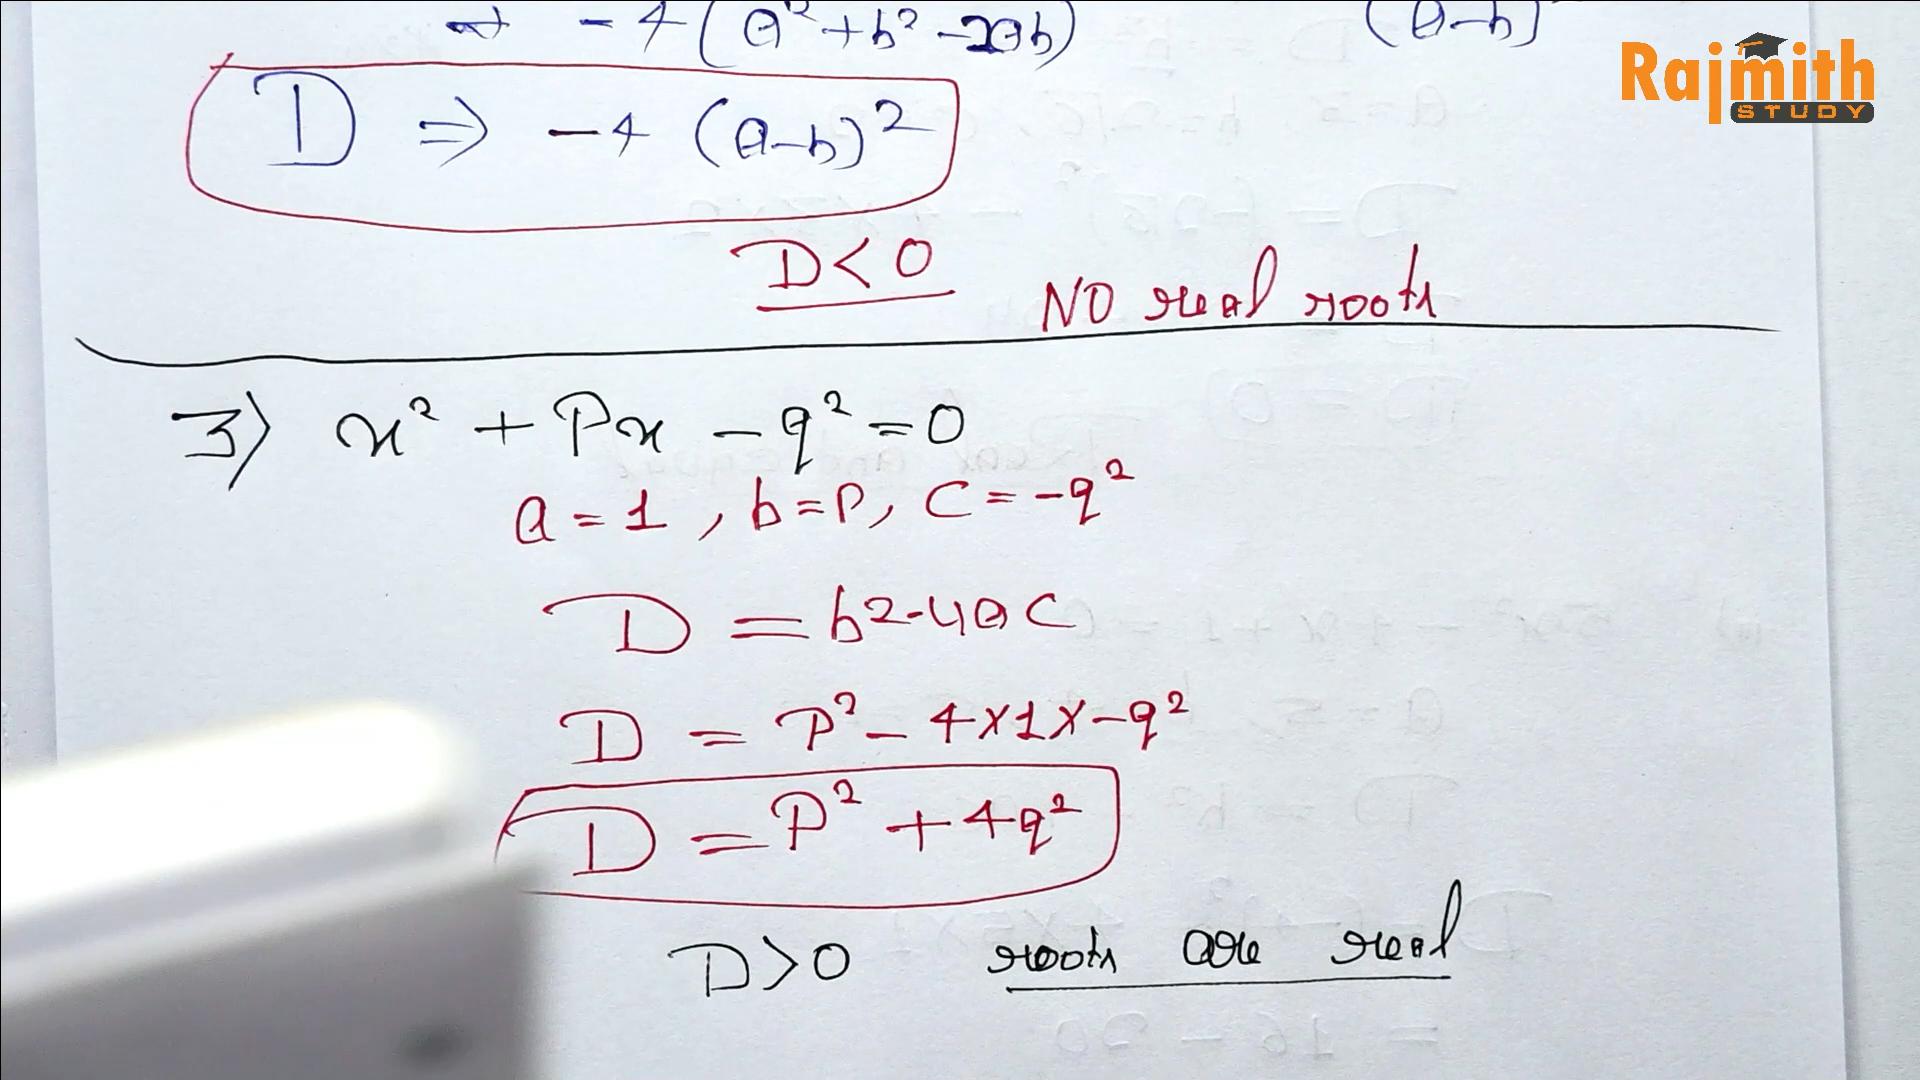 ⇒ -4(a²+b²-2ab) (a-b)
Rajmith
STUDY
D ⇒ -4 (a-b)²
D<0
NO real roots
3) x² + Px - q² = 0
a = 1, b = P, C = -q²
D = b²-4ac
D = P² - 4×1×-q²
D = P² + 4q²
D>0 roots are real